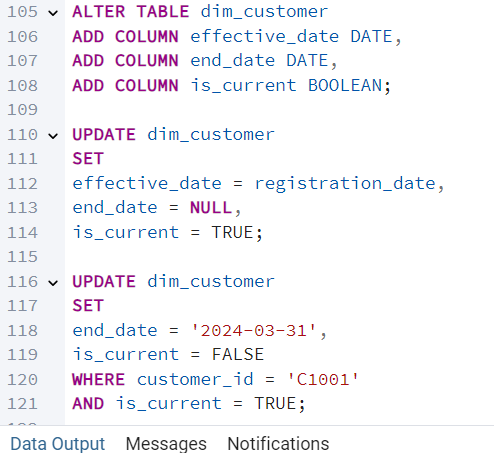 105 ALTER TABLE dim_customer
106 ADD COLUMN effective_date DATE,
107 ADD COLUMN end_date DATE,
108 ADD COLUMN is_current BOOLEAN;
109
110 UPDATE dim_customer
111 SET
112 effective_date = registration_date,
113 end_date = NULL,
114 is_current = TRUE;
115
116 UPDATE dim_customer
117 SET
118 end_date = '2024-03-31',
119 is_current = FALSE
120 WHERE customer_id = 'C1001'
121 AND is_current = TRUE;
Data Output Messages Notifications